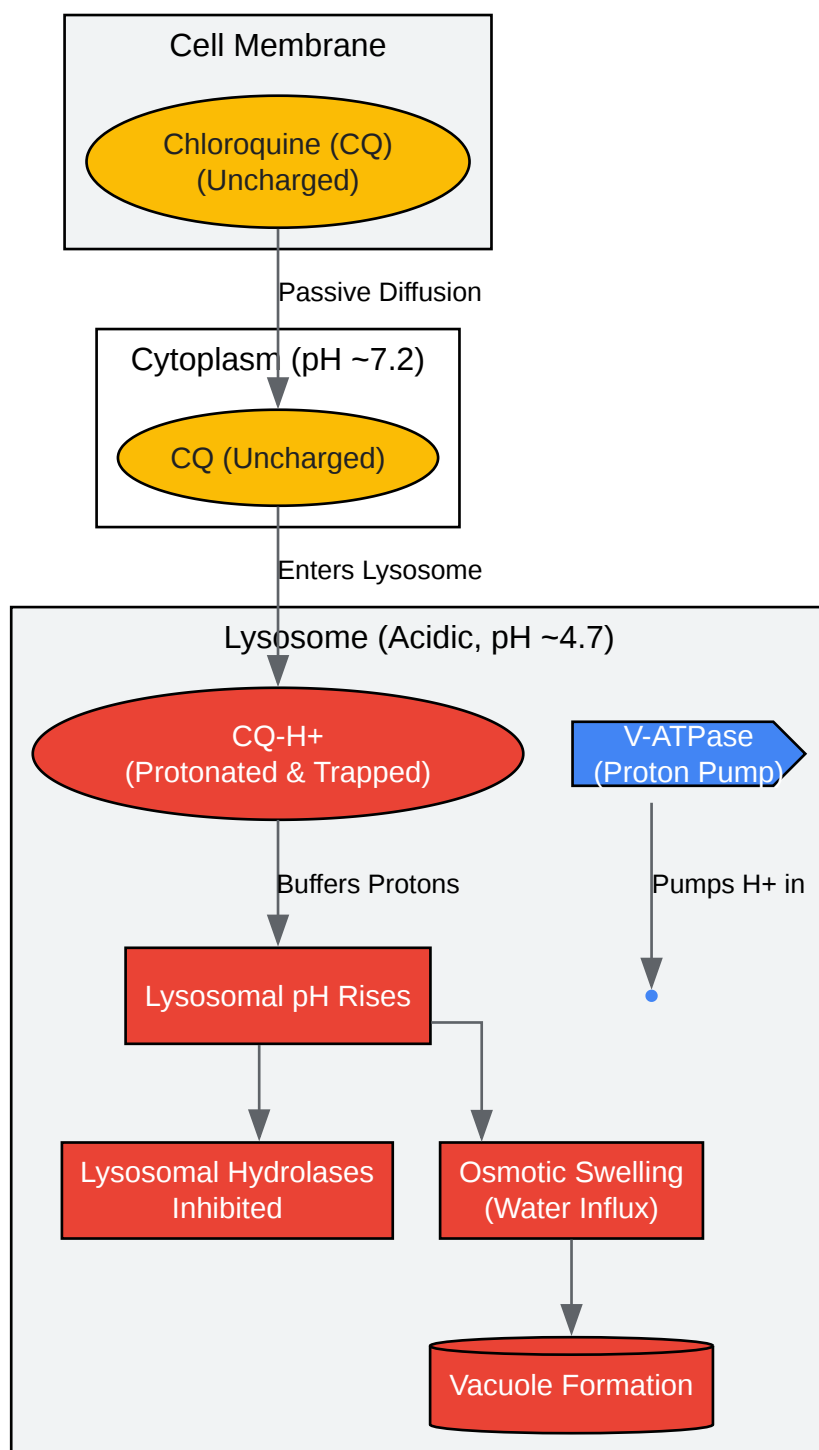 Cell Membrane
Chloroquine (CQ)
(Uncharged)
Passive Diffusion
Cytoplasm (pH ~7.2)
CQ (Uncharged)
Enters Lysosome
Lysosome (Acidic, pH ~4.7)
CQ-H+
(Protonated & Trapped)
V-ATPase
(Proton Pump)
Buffers Protons
Pumps H+ in
Lysosomal pH Rises
Lysosomal Hydrolases
Inhibited
Osmotic Swelling
(Water Influx)
Vacuole Formation